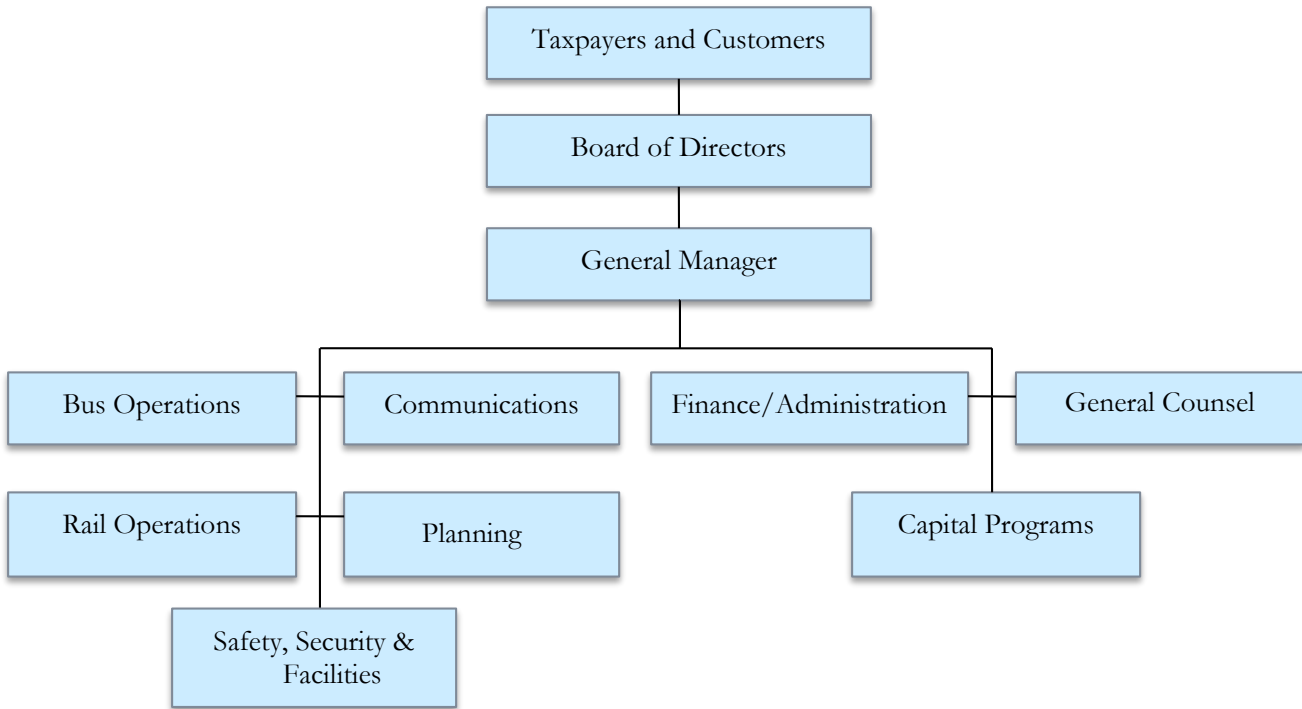 Taxpayers and Customers
Board of Directors
General Manager
Bus Operations
Communications
Finance/Administration
General Counsel
Rail Operations
Planning
Capital Programs
Safety, Security &
Facilities